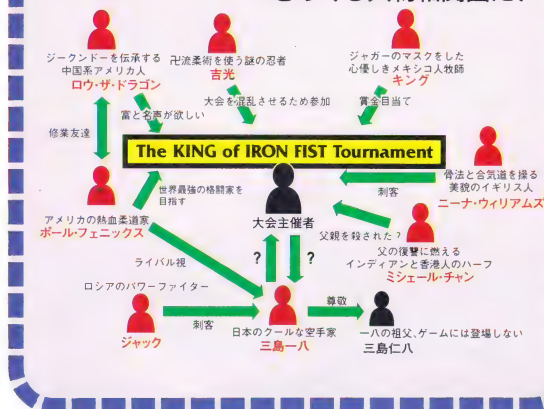 ジークンドーを伝承する
中国系アメリカ人
ロウ・ザ・ドラゴン
卍流柔術を使う謎の忍者
吉光
ジャガーのマスクをした
心優しきメキシコ人牧師
キング
富と名声が欲しい
大会を混乱させるため参加
賞金目当て
修業友達
The KING of IRON FIST Tournament
世界最強の格闘家を
目指す
大会主催者
刺客
骨法と合気道を操る
美貌のイギリス人
ニーナ・ウィリアムズ
アメリカの熱血柔道家
ポール・フェニックス
父親を殺された?
父の復讐に燃える
インディアンと香港人のハーフ
ミシェール・チャン
ライバル視
?
?
ロシアのパワーファイター
ジャック
刺客
日本のクールな空手家
三島一八
尊敬
一八の祖父、ゲームには登場しない
三島仁八